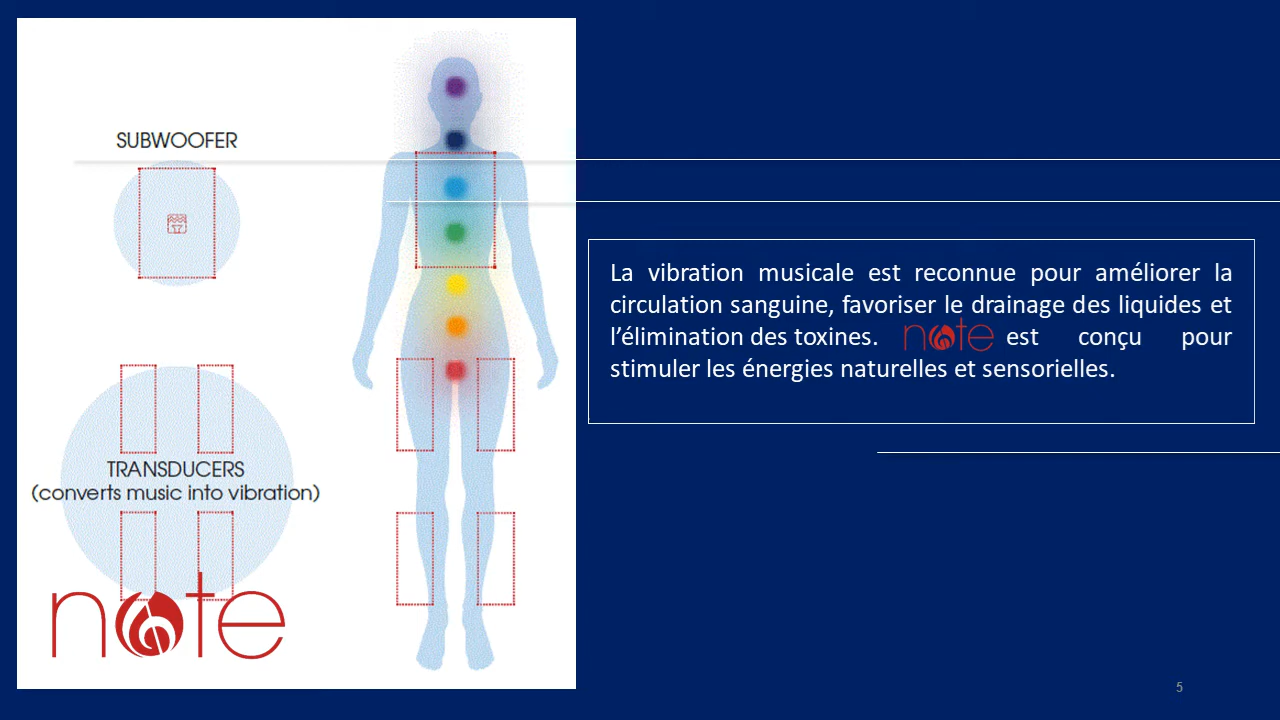 SUBWOOFER
TRANSDUCERS
(converts music into vibration)
note
La vibration musicale est reconnue pour améliorer la
circulation sanguine, favoriser le drainage des liquides et
l’élimination des toxines. note est conçu pour
stimuler les énergies naturelles et sensorielles.
5